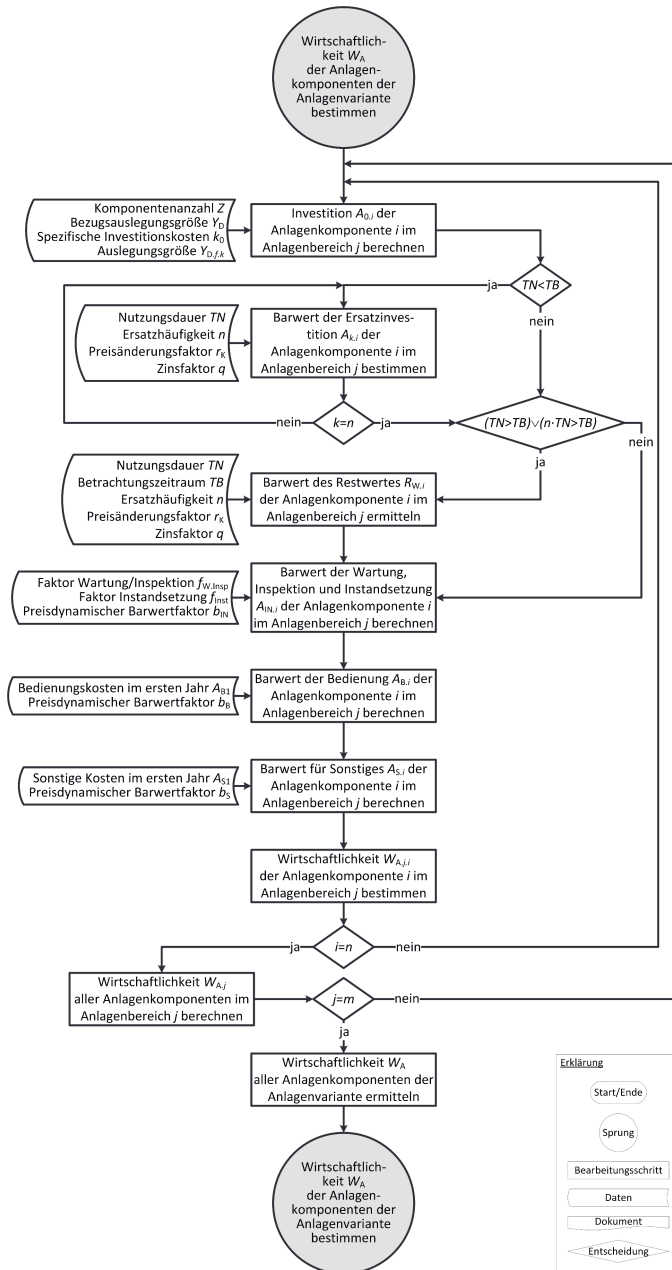 Wirtschaftlich-
keit WA
der Anlagen-
komponenten der
Anlagenvariante
bestimmen
Komponentenanzahl Z
Bezugsauslegungsgröße YD
Spezifische Investitionskosten k0
Auslegungsgröße YD.f.k
Investition A0.i der
Anlagenkomponente i im
Anlagenbereich j berechnen
ja
TN<TB
nein
Nutzungsdauer TN
Ersatzhäufigkeit n
Preisänderungsfaktor rK
Zinsfaktor q
Barwert der Ersatzinves-
tition Ak.i der
Anlagenkomponente i im
Anlagenbereich j bestimmen
nein
k=n
ja
(TN>TB)∨(n·TN>TB)
nein
ja
Nutzungsdauer TN
Betrachtungszeitraum TB
Ersatzhäufigkeit n
Preisänderungsfaktor rK
Zinsfaktor q
Barwert des Restwertes RW.i
der Anlagenkomponente i im
Anlagenbereich j ermitteln
Faktor Wartung/Inspektion fW.Insp
Faktor Instandsetzung fInst
Preisdynamischer Barwertfaktor bIN
Barwert der Wartung,
Inspektion und Instandsetzung
AIN.i der Anlagenkomponente i
im Anlagenbereich j berechnen
Bedienungskosten im ersten Jahr AB1
Preisdynamischer Barwertfaktor bB
Barwert der Bedienung AB.i der
Anlagenkomponente i im
Anlagenbereich j berechnen
Sonstige Kosten im ersten Jahr AS1
Preisdynamischer Barwertfaktor bS
Barwert für Sonstiges AS.i der
Anlagenkomponente i im
Anlagenbereich j berechnen
Wirtschaftlichkeit WA.j.i
der Anlagenkomponente i im
Anlagenbereich j bestimmen
ja
i=n
nein
Wirtschaftlichkeit WA.j
aller Anlagenkomponenten im
Anlagenbereich j berechnen
j=m
nein
ja
Wirtschaftlichkeit WA
aller Anlagenkomponenten der
Anlagenvariante ermitteln
Wirtschaftlich-
keit WA
der Anlagen-
komponenten der
Anlagenvariante
bestimmen
Erklärung
Start/Ende
Sprung
Bearbeitungsschritt
Daten
Dokument
Entscheidung